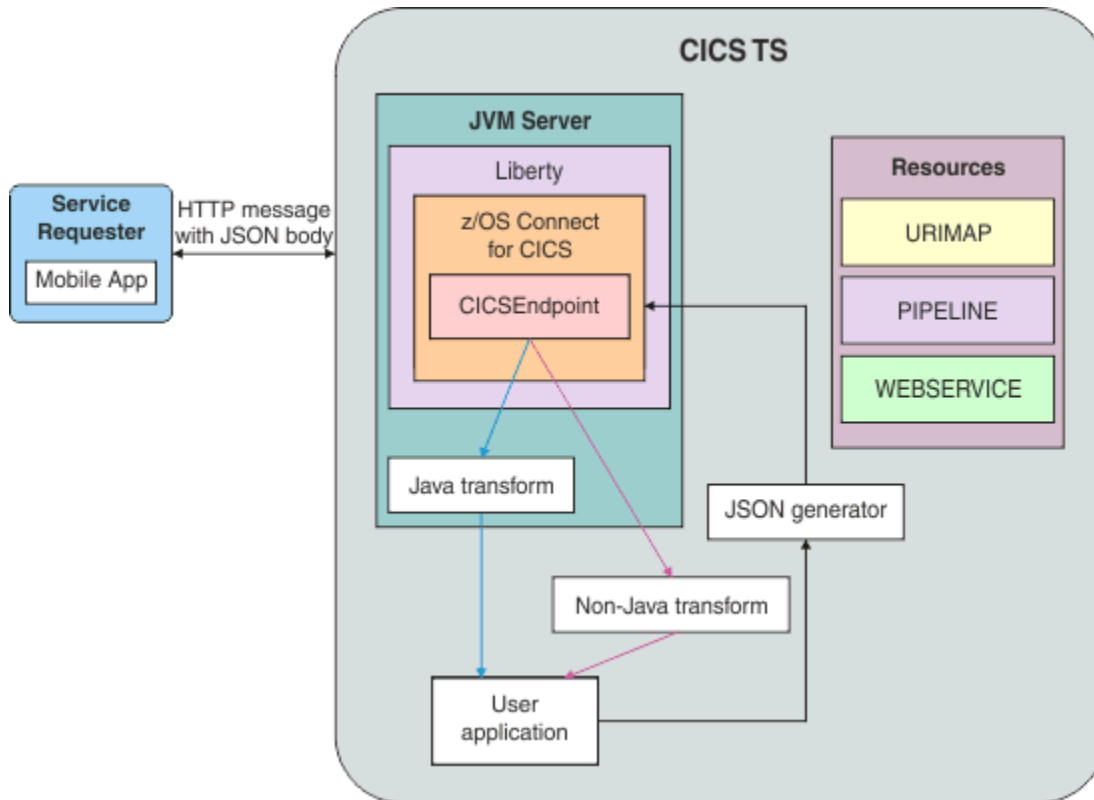 CICS TS
JVM Server
Liberty
z/OS Connect
for CICS
CICSEndpoint
Service
Requester
Mobile App
HTTP message
with JSON body
Resources
URIMAP
PIPELINE
WEBSERVICE
Java transform
JSON generator
Non-Java transform
User
application